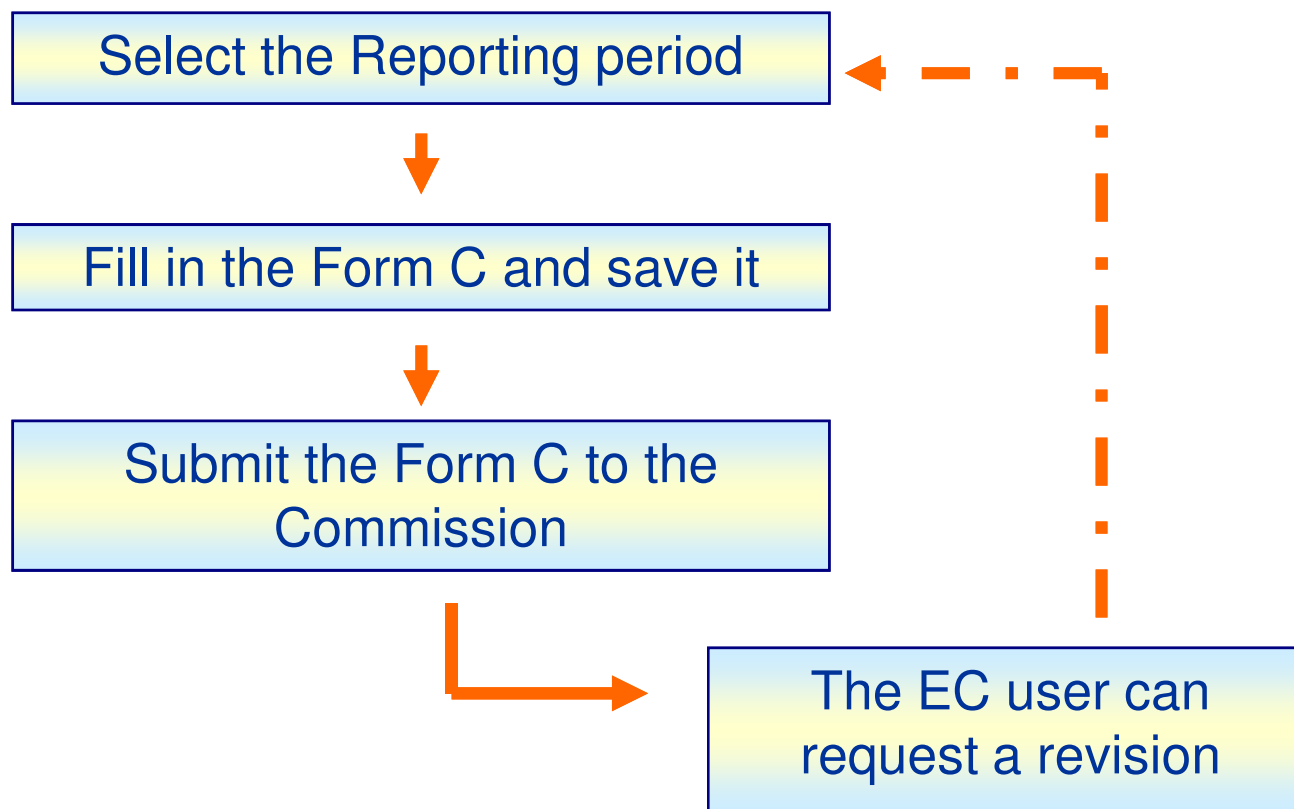 Select the Reporting period
Fill in the Form C and save it
Submit the Form C to the
Commission
The EC user can
request a revision